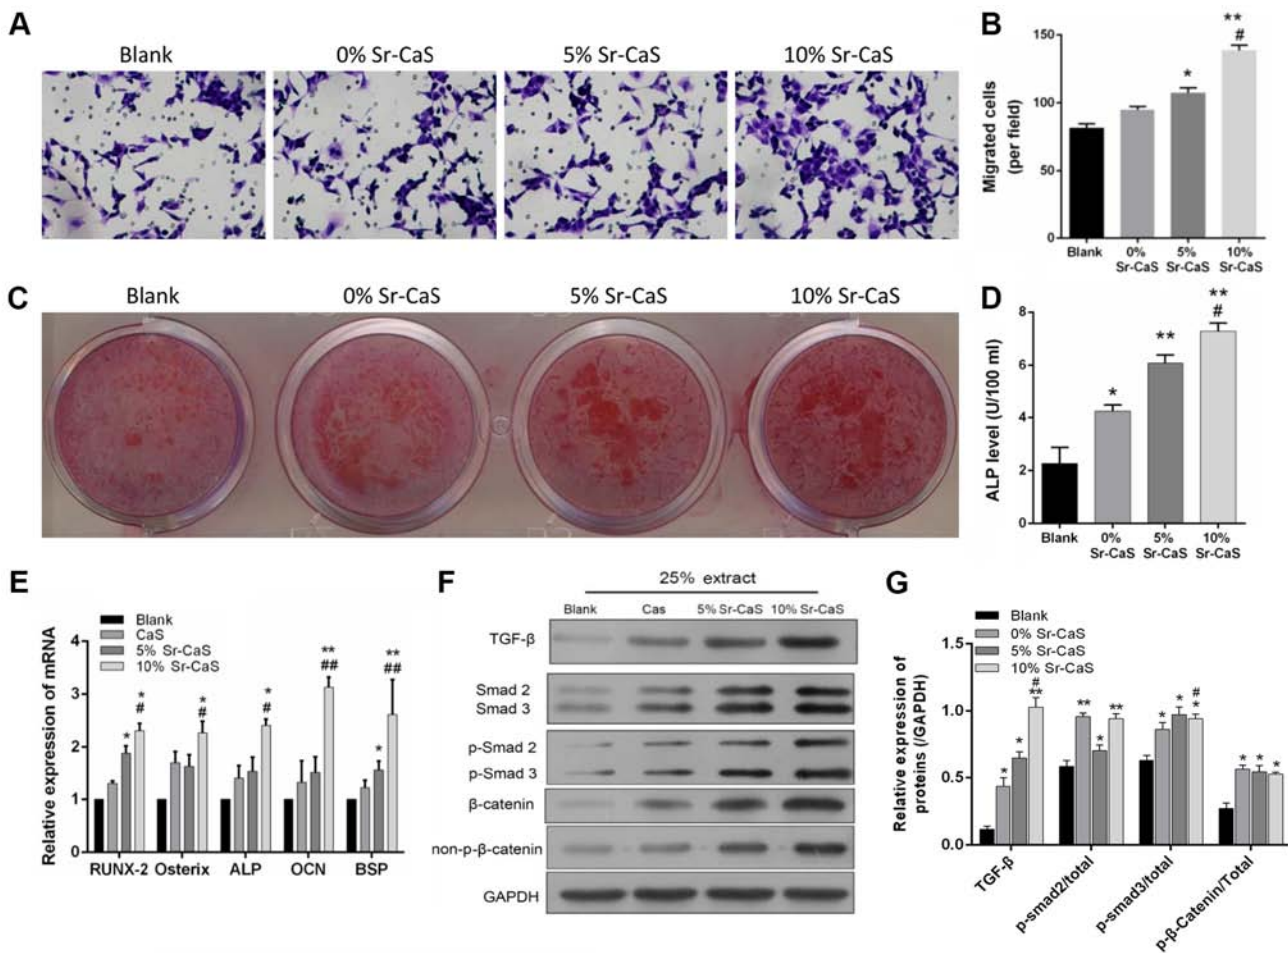 A
Blank
0% Sr-CaS
5% Sr-CaS
10% Sr-CaS
B
Migrated cells
(per field)
150
100
50
0
*
**
#
Blank
0%
Sr-CaS
5%
Sr-CaS
10%
Sr-CaS
C
Blank
0% Sr-CaS
5% Sr-CaS
10% Sr-CaS
D
ALP level (U/100 ml)
8
6
4
2
0
*
**
**
#
Blank
0%
Sr-CaS
5%
Sr-CaS
10%
Sr-CaS
E
Blank
CaS
5% Sr-CaS
10% Sr-CaS
Relative expression of mRNA
4
3
2
1
0
*
*
#
*
#
*
#
**
##
*
**
##
RUNX-2
Osterix
ALP
OCN
BSP
F
25% extract
Blank
Cas
5% Sr-CaS
10% Sr-CaS
TGF-β
Smad 2
Smad 3
p-Smad 2
p-Smad 3
β-catenin
non-p-β-catenin
GAPDH
G
Blank
0% Sr-CaS
5% Sr-CaS
10% Sr-CaS
Relative expression of
proteins (/GAPDH)
1.5
1.0
0.5
0.0
*
*
#
**
**
*
**
*
*
#
*
*
*
*
TGF-β
p-smad2/total
p-smad3/total
p-β-Catenin/Total